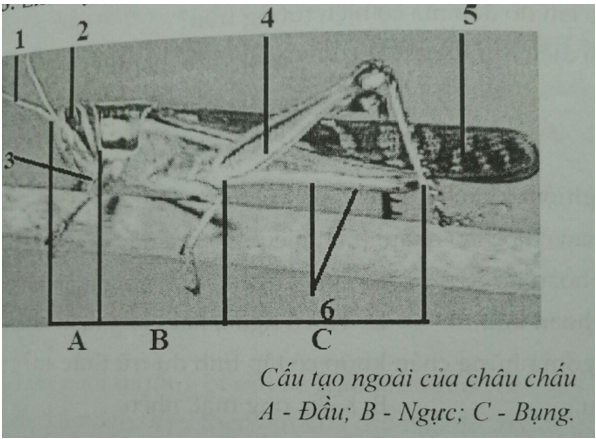 1
2
4
5
3
6
A
B
C
Cấu tạo ngoài của châu chấu
A - Đầu; B - Ngực; C - Bụng.